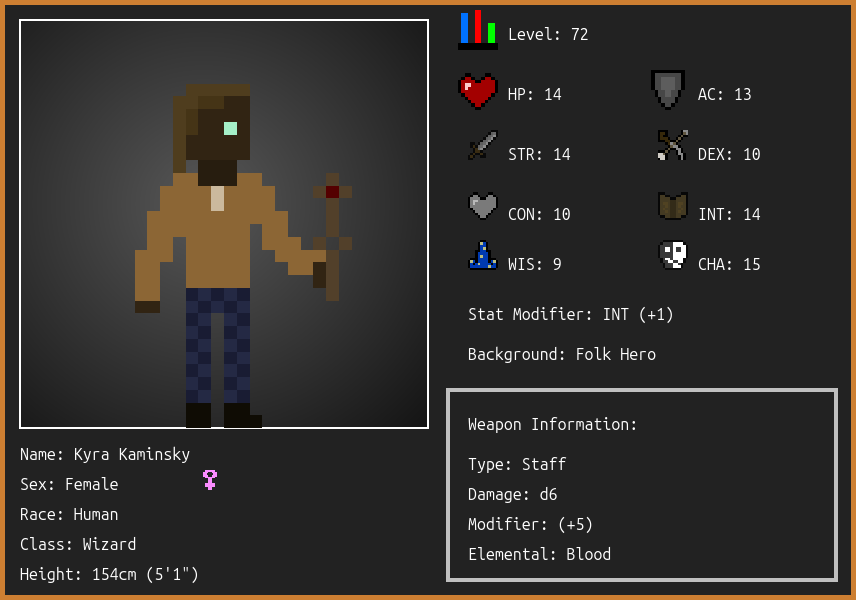 Level: 72
HP: 14
AC: 13
STR: 14
DEX: 10
CON: 10
INT: 14
WIS: 9
CHA: 15
Stat Modifier: INT (+1)
Background: Folk Hero
Weapon Information:
Type: Staff
Damage: d6
Modifier: (+5)
Elemental: Blood
Name: Kyra Kaminsky
Sex: Female
Race: Human
Class: Wizard
Height: 154cm (5'1")